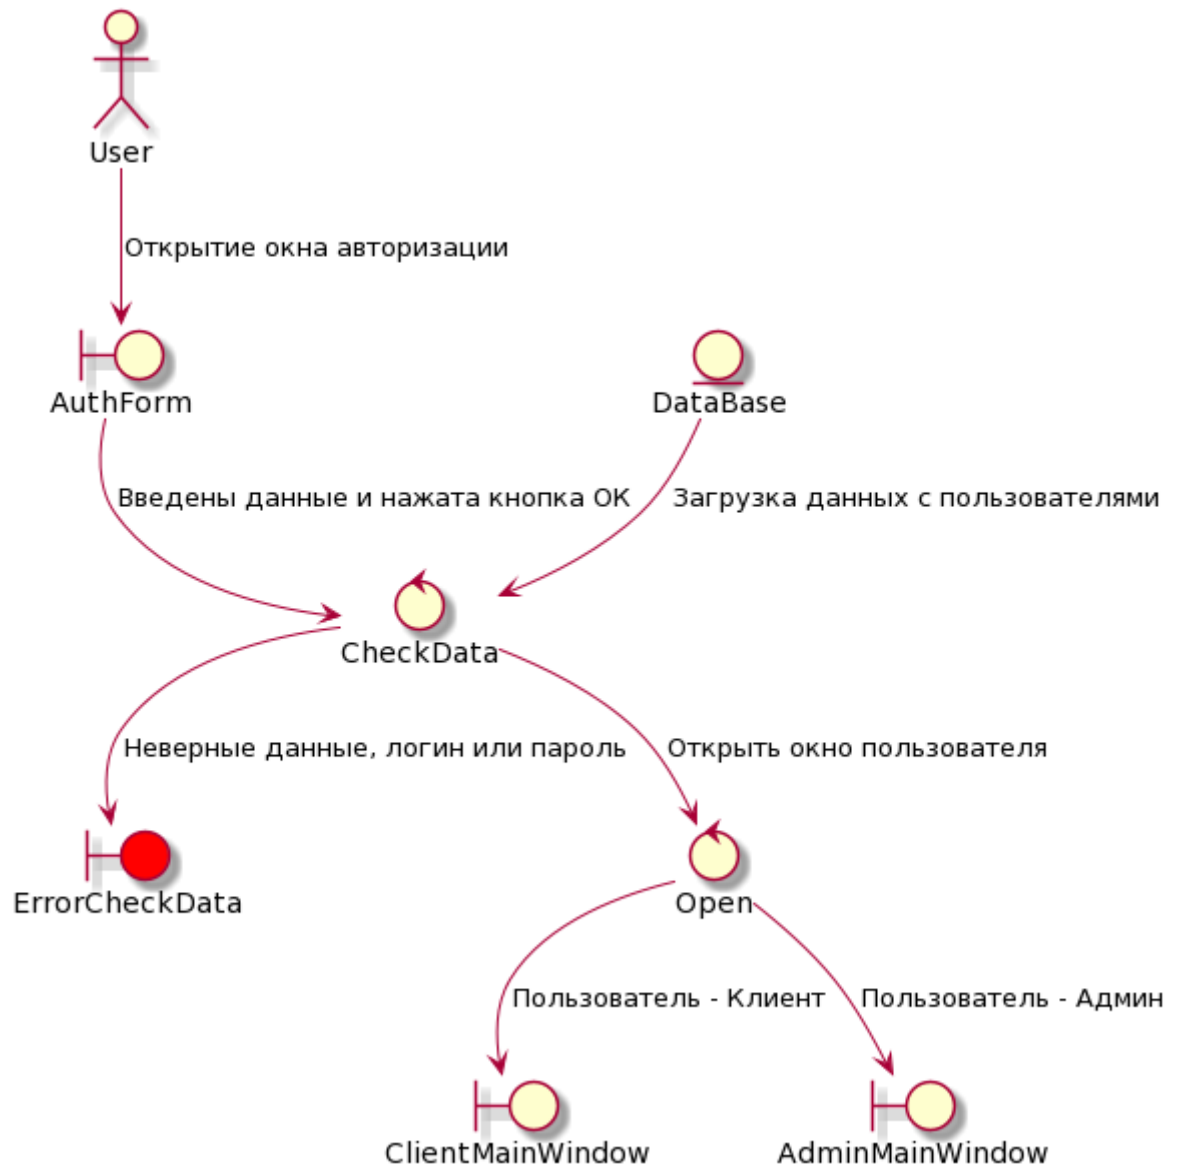 User
Открытие окна авторизации
AuthForm
DataBase
Введены данные и нажата кнопка ОК
Загрузка данных с пользователями
CheckData
Неверные данные, логин или пароль
Открыть окно пользователя
ErrorCheckData
Open
Пользователь - Клиент
Пользователь - Админ
ClientMainWindow
AdminMainWindow